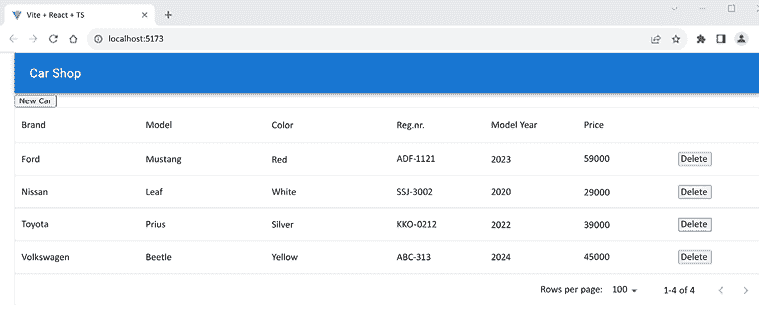 Vite + React + TS
localhost:5173
Car Shop
New Car
Brand Model Color Reg.nr. Model Year Price
Ford Mustang Red ADF-1121 2023 59000 Delete
Nissan Leaf White SSJ-3002 2020 29000 Delete
Toyota Prius Silver KKO-0212 2022 39000 Delete
Volkswagen Beetle Yellow ABC-313 2024 45000 Delete
Rows per page: 100 1-4 of 4